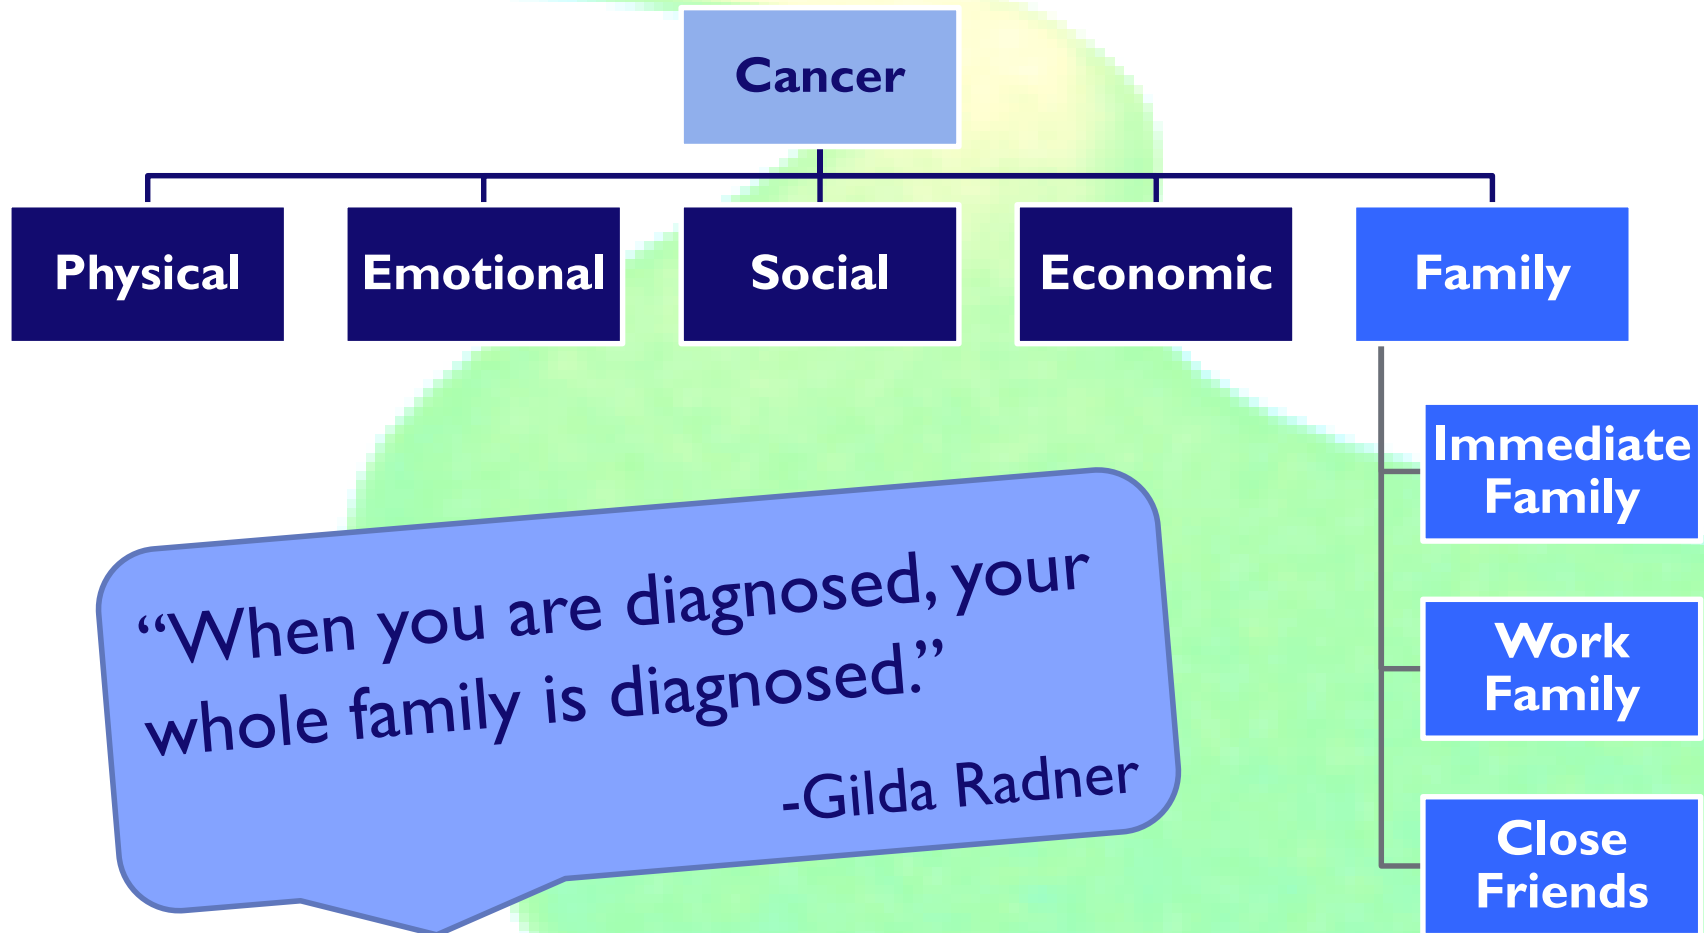 Cancer
Physical
Emotional
Social
Economic
Family
Immediate
Family
Work
Family
Close
Friends
“When you are diagnosed, your
whole family is diagnosed.”
-Gilda Radner